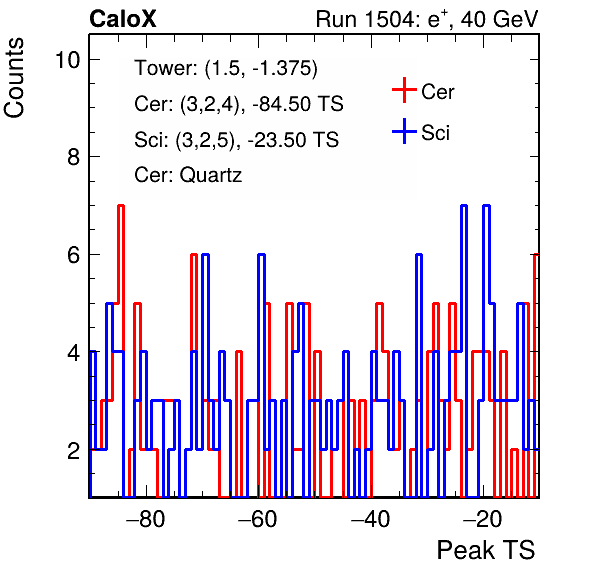 CaloX
Run 1504: e⁺, 40 GeV
Counts
Tower: (1.5, -1.375)
Cer: (3,2,4), -84.50 TS
Sci: (3,2,5), -23.50 TS
Cer: Quartz
Cer
Sci
10
8
6
4
2
−80
−60
−40
−20
Peak TS